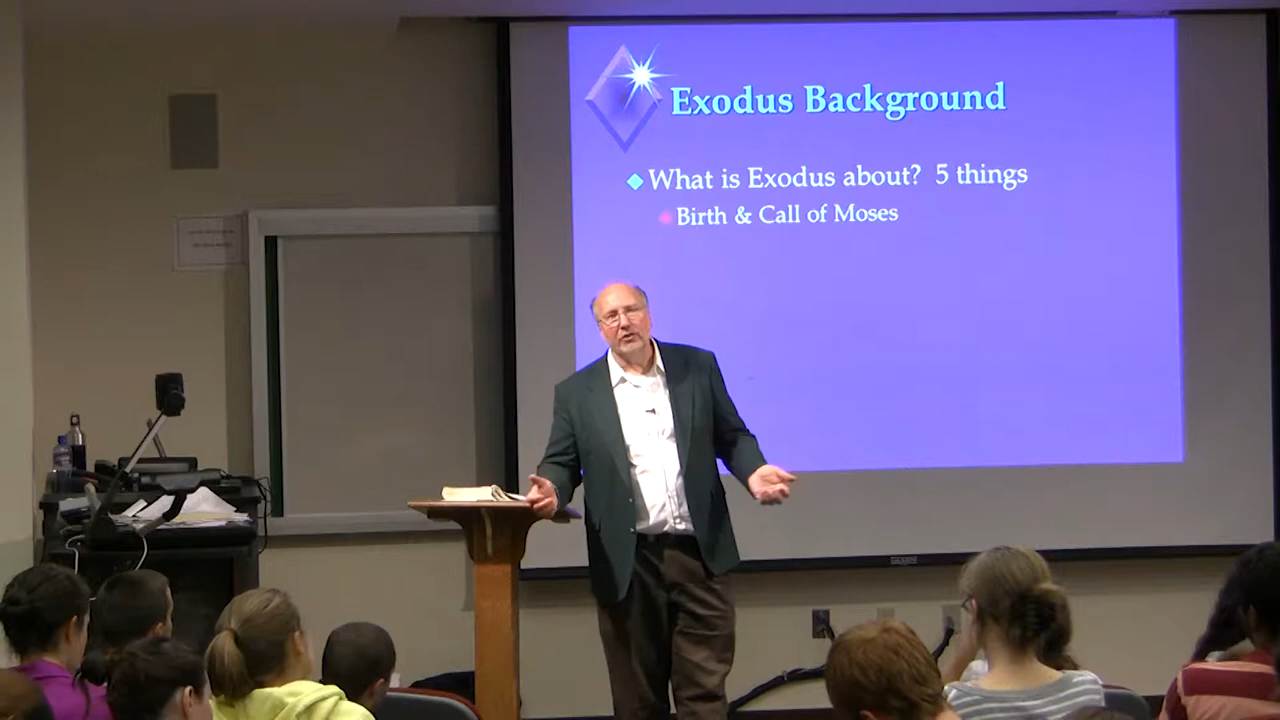 Exodus Background
What is Exodus about? 5 things
Birth & Call of Moses